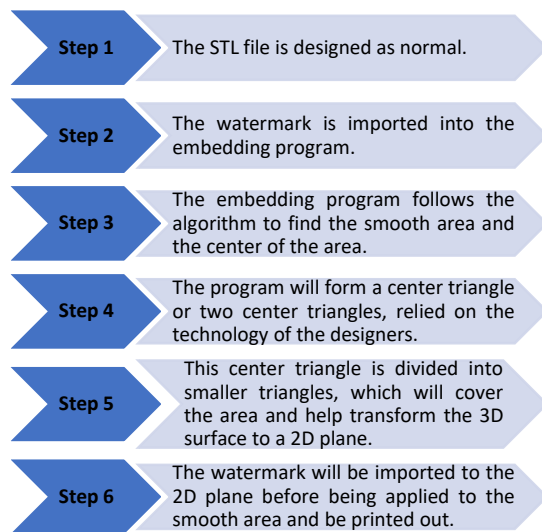 Step 1
The STL file is designed as normal.
Step 2
The watermark is imported into the
embedding program.
Step 3
The embedding program follows the
algorithm to find the smooth area and
the center of the area.
Step 4
The program will form a center triangle
or two center triangles, relied on the
technology of the designers.
Step 5
This center triangle is divided into
smaller triangles, which will cover
the area and help transform the 3D
surface to a 2D plane.
Step 6
The watermark will be imported to the
2D plane before being applied to the
smooth area and be printed out.